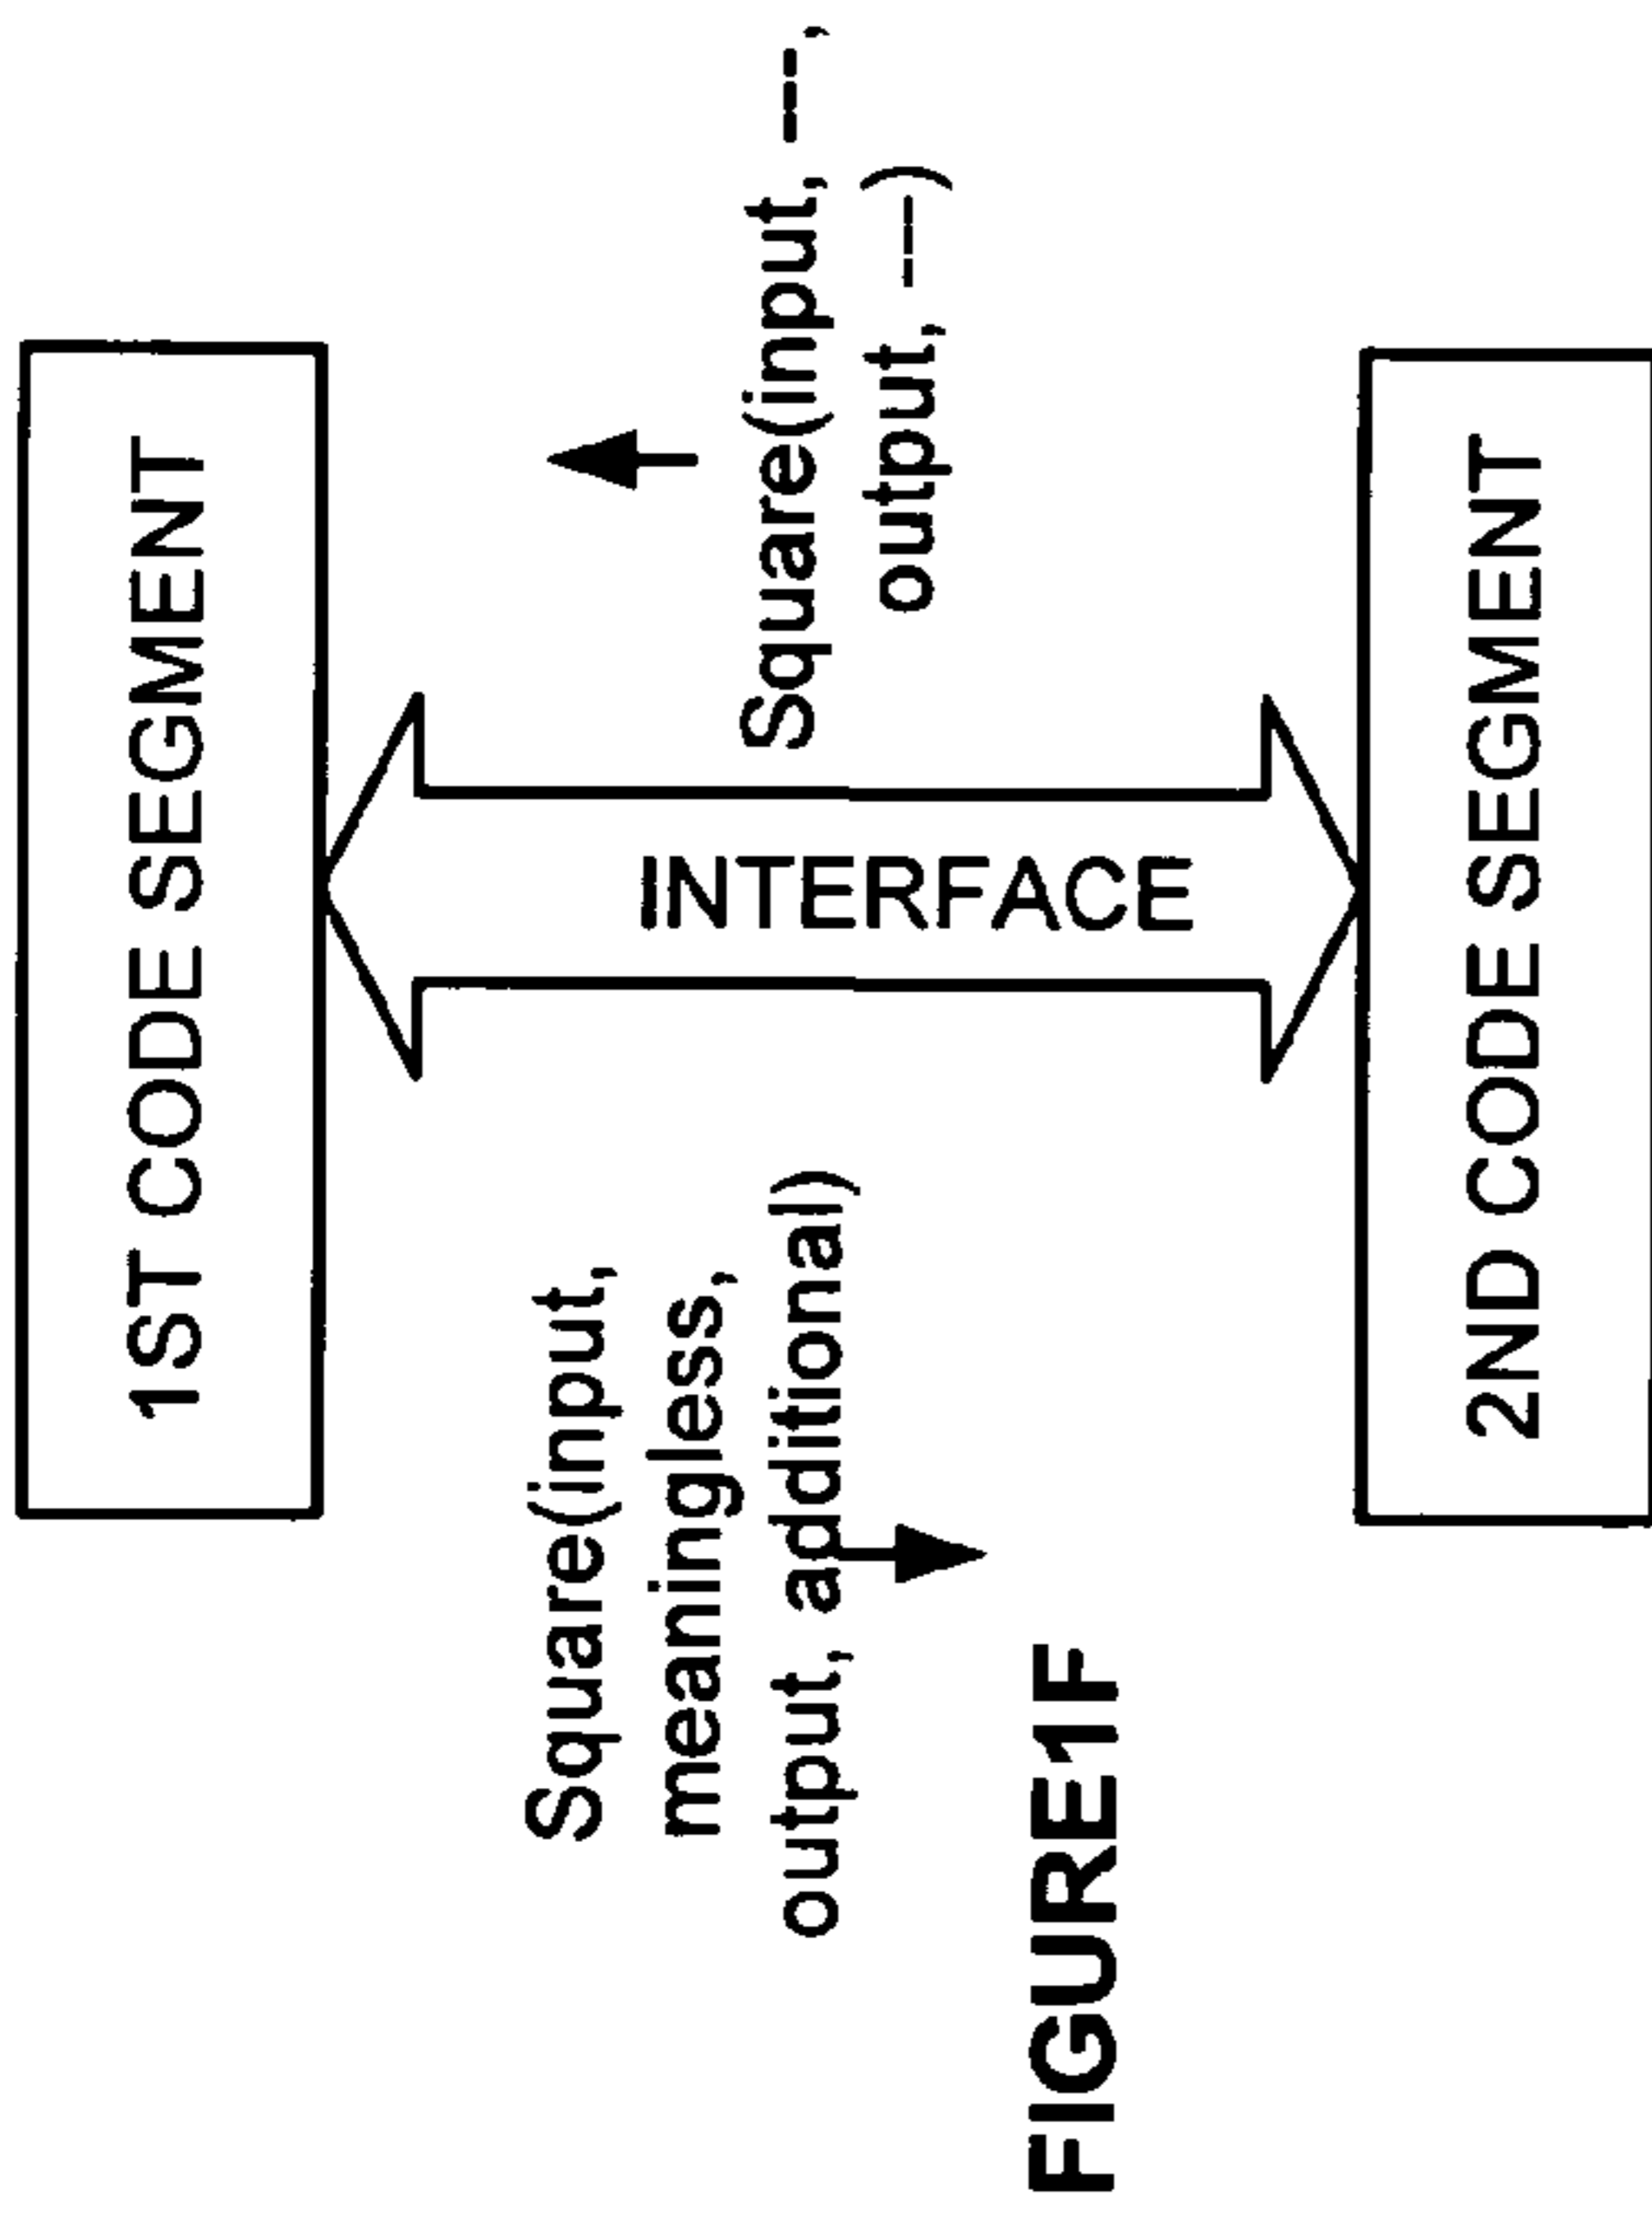 1ST CODE SEGMENT
Square(input,
meaningless,
output, additional)
INTERFACE
Square(input, ---,
output, ---)
2ND CODE SEGMENT
FIGURE1F